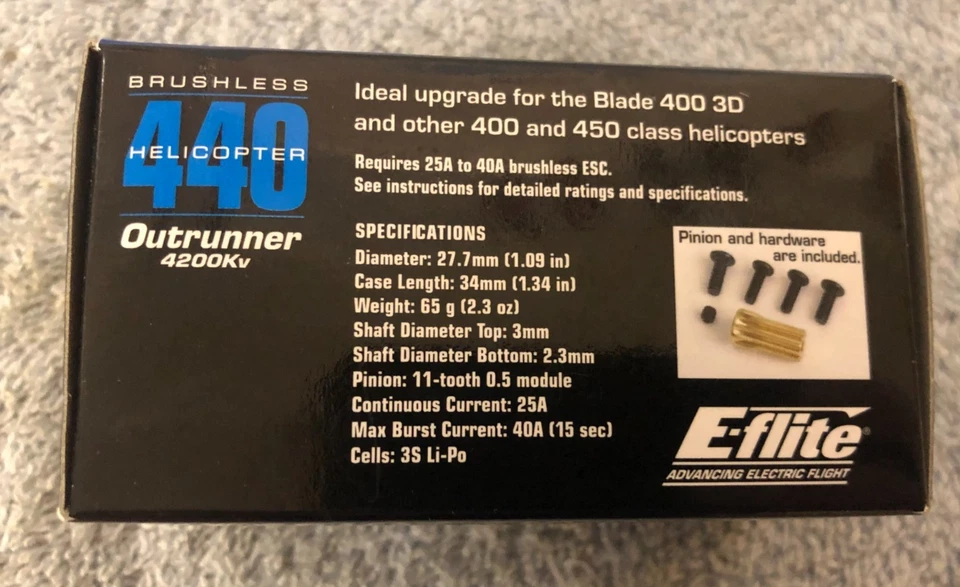 BRUSHLESS
440
HELICOPTER
Outrunner
4200Kv
Ideal upgrade for the Blade 400 3D
and other 400 and 450 class helicopters
Requires 25A to 40A brushless ESC.
See instructions for detailed ratings and specifications.
SPECIFICATIONS
Diameter: 27.7mm (1.09 in)
Case Length: 34mm (1.34 in)
Weight: 65 g (2.3 oz)
Shaft Diameter Top: 3mm
Shaft Diameter Bottom: 2.3mm
Pinion: 11-tooth 0.5 module
Continuous Current: 25A
Max Burst Current: 40A (15 sec)
Cells: 3S Li-Po
Pinion and hardware
are included.
E-flite®
ADVANCING ELECTRIC FLIGHT